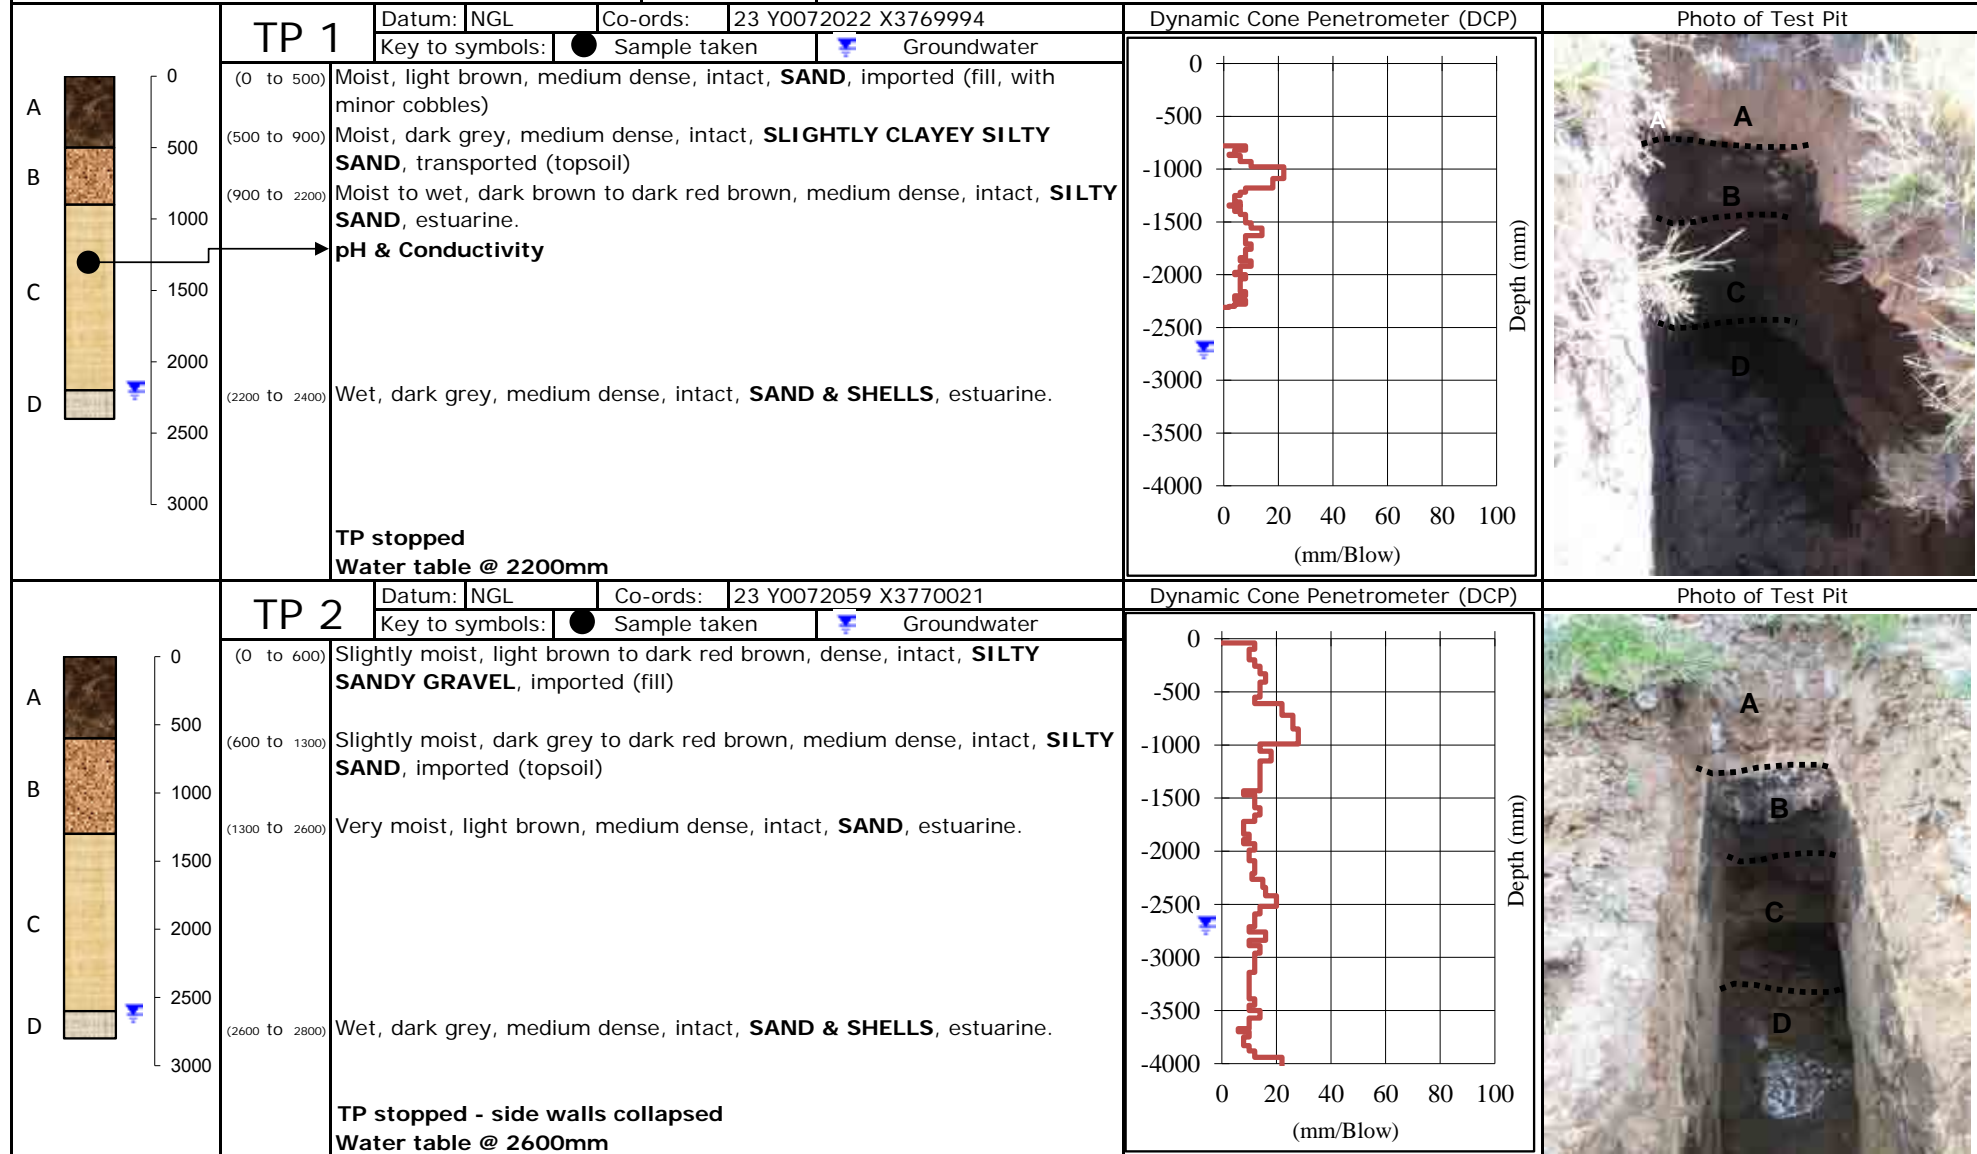 TP 1
Datum: NGL Co-ords: 23 Y0072022 X3769994
Key to symbols: Sample taken Groundwater
Dynamic Cone Penetrometer (DCP)
Photo of Test Pit
A
B
C
D
0
500
1000
1500
2000
2500
3000
(0 to 500) Moist, light brown, medium dense, intact, SAND, imported (fill, with
minor cobbles)
(500 to 900) Moist, dark grey, medium dense, intact, SLIGHTLY CLAYEY SILTY
SAND, transported (topsoil)
(900 to 2200) Moist to wet, dark brown to dark red brown, medium dense, intact, SILTY
SAND, estuarine.
pH & Conductivity
(2200 to 2400) Wet, dark grey, medium dense, intact, SAND & SHELLS, estuarine.
TP stopped
Water table @ 2200mm
0
-500
-1000
-1500
-2000
-2500
-3000
-3500
-4000
0 20 40 60 80 100
(mm/Blow)
Depth (mm)
A
A
B
C
D
TP 2
Datum: NGL Co-ords: 23 Y0072059 X3770021
Key to symbols: Sample taken Groundwater
Dynamic Cone Penetrometer (DCP)
Photo of Test Pit
A
B
C
D
0
500
1000
1500
2000
2500
3000
(0 to 600) Slightly moist, light brown to dark red brown, dense, intact, SILTY
SANDY GRAVEL, imported (fill)
(600 to 1300) Slightly moist, dark grey to dark red brown, medium dense, intact, SILTY
SAND, imported (topsoil)
(1300 to 2600) Very moist, light brown, medium dense, intact, SAND, estuarine.
(2600 to 2800) Wet, dark grey, medium dense, intact, SAND & SHELLS, estuarine.
TP stopped - side walls collapsed
Water table @ 2600mm
0
-500
-1000
-1500
-2000
-2500
-3000
-3500
-4000
0 20 40 60 80 100
(mm/Blow)
Depth (mm)
A
B
C
D